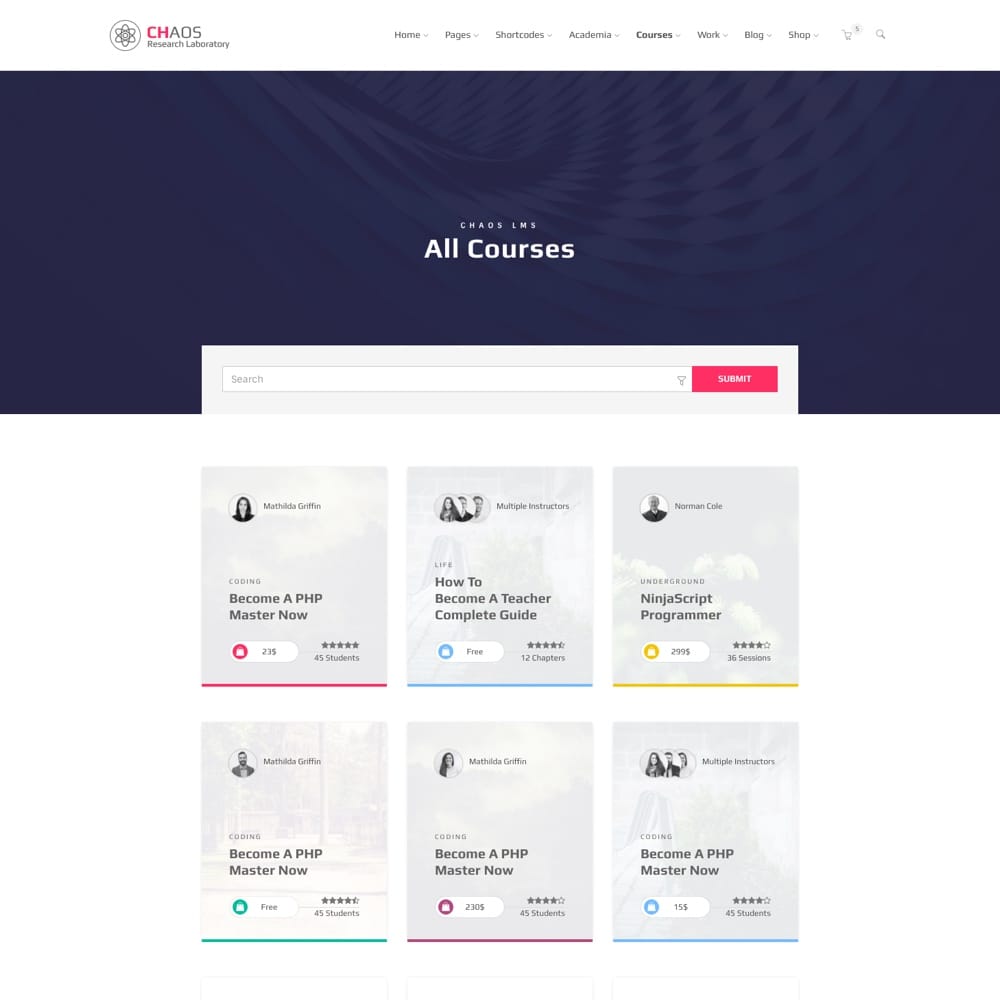 CHAOS
Research Laboratory
Home Pages Shortcodes Academia Courses Work Blog Shop 5
CHAOS LMS
All Courses
Search
SUBMIT
Mathilda Griffin
CODING
Become A PHP
Master Now
23$
45 Students
Multiple Instructors
LIFE
How To
Become A Teacher
Complete Guide
Free
12 Chapters
Norman Cole
UNDERGROUND
NinjaScript
Programmer
299$
36 Sessions
Mathilda Griffin
CODING
Become A PHP
Master Now
Free
45 Students
Mathilda Griffin
CODING
Become A PHP
Master Now
230$
45 Students
Multiple Instructors
CODING
Become A PHP
Master Now
15$
45 Students